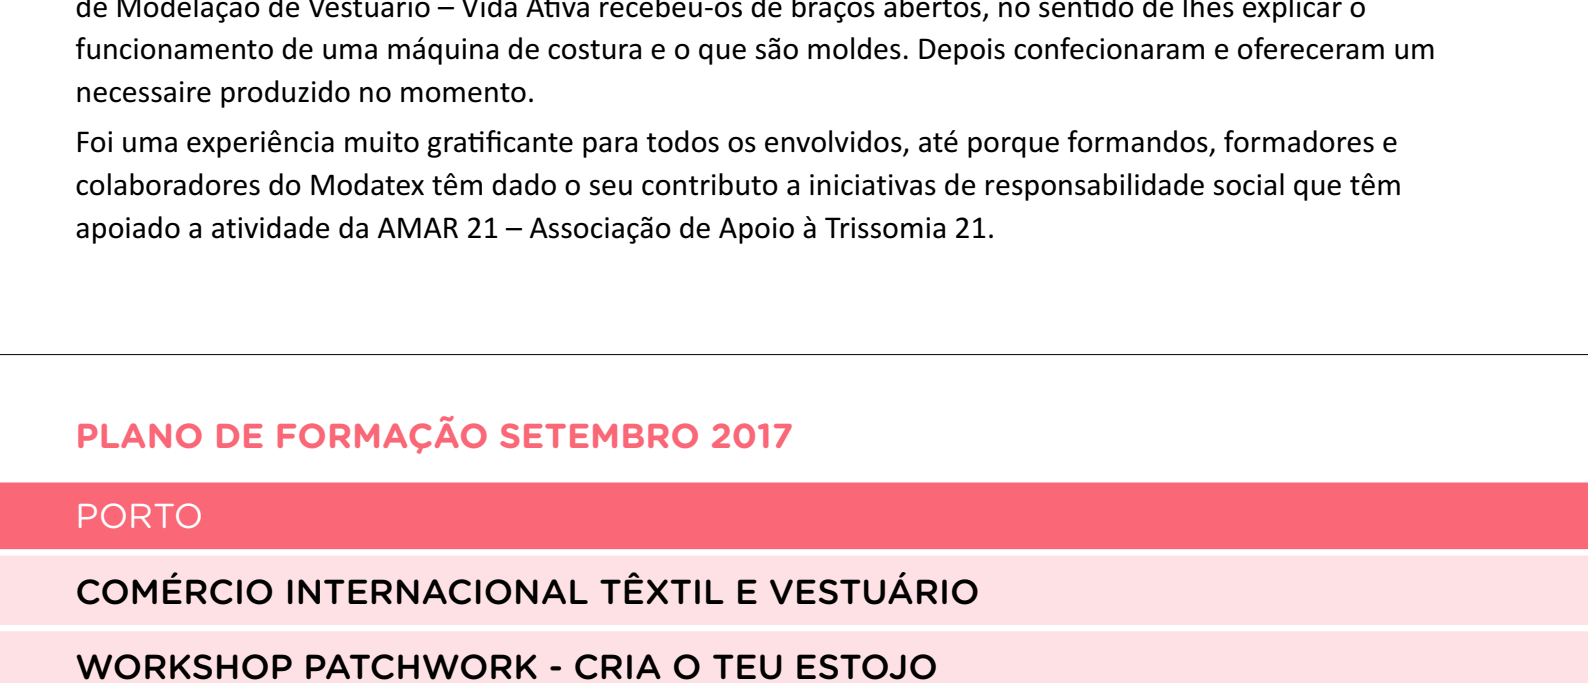 de Modelação de Vestuário – Vida Ativa recebeu-os de braços abertos, no sentido de lhes explicar o
funcionamento de uma máquina de costura e o que são moldes. Depois confecionaram e ofereceram um
necessaire produzido no momento.
Foi uma experiência muito gratificante para todos os envolvidos, até porque formandos, formadores e
colaboradores do Modatex têm dado o seu contributo a iniciativas de responsabilidade social que têm
apoiado a atividade da AMAR 21 – Associação de Apoio à Trissomia 21.
PLANO DE FORMAÇÃO SETEMBRO 2017
PORTO
COMÉRCIO INTERNACIONAL TÊXTIL E VESTUÁRIO
WORKSHOP PATCHWORK - CRIA O TEU ESTOJO